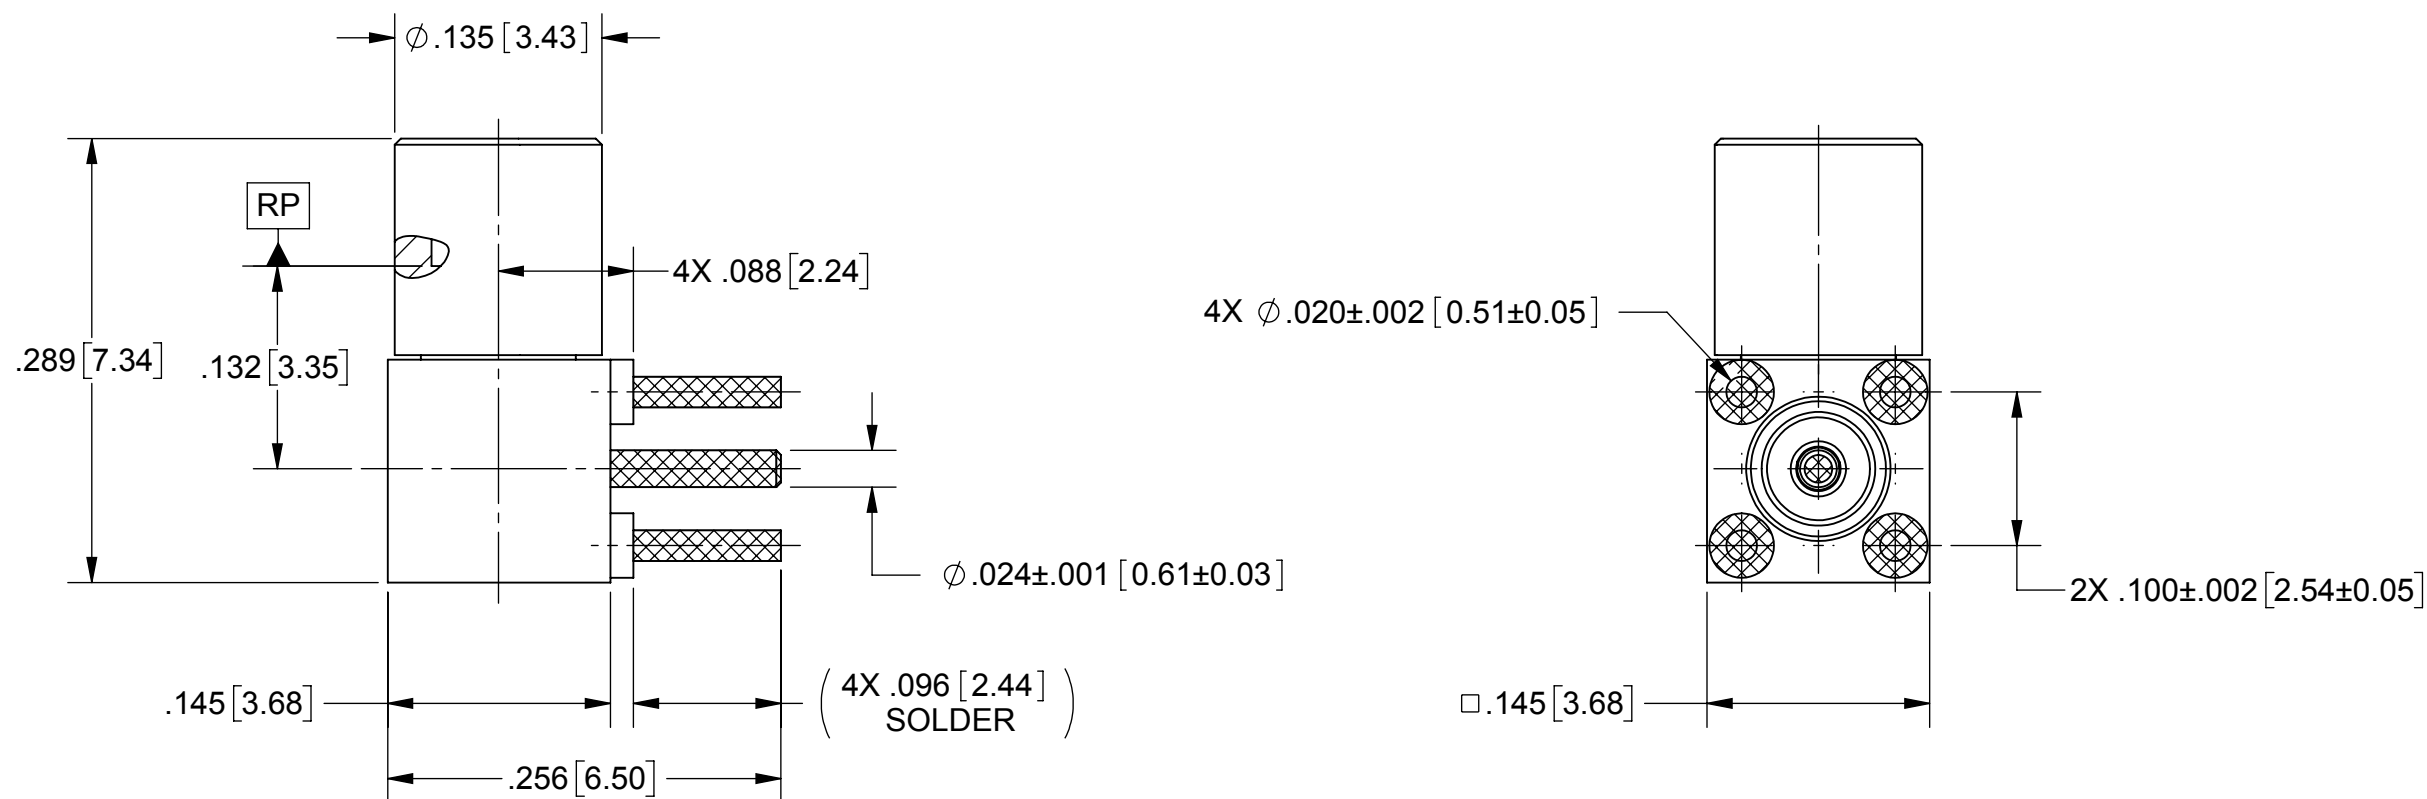 ∅.135[3.43]
RP
4X .088[2.24]
4X ∅.020±.002[0.51±0.05]
.289[7.34]
.132[3.35]
∅.024±.001[0.61±0.03]
2X .100±.002[2.54±0.05]
.145[3.68]
(4X .096[2.44]
SOLDER)
□.145[3.68]
.256[6.50]